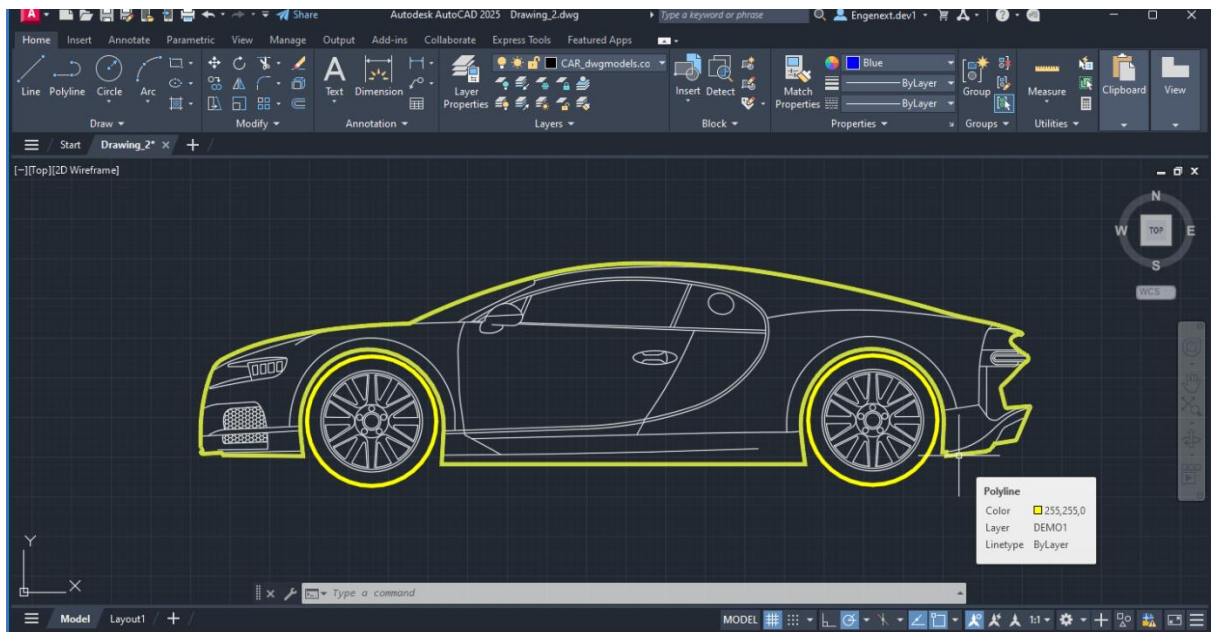 A Share Autodesk AutoCAD 2025 Drawing_2.dwg Type a keyword or phrase Engenext.dev1
Home Insert Annotate Parametric View Manage Output Add-ins Collaborate Express Tools Featured Apps
CAR_dwgmodels.co Blue
ByLayer
ByLayer
Line Polyline Circle Arc Text Dimension Layer Properties Insert Detect Match Properties Group Measure Clipboard View
Draw Modify Annotation Layers Block Properties Groups Utilities
Start Drawing_2*
[−][Top][2D Wireframe]
N
W TOP E
S
WCS
Polyline
Color 255,255,0
Layer DEMO1
Linetype ByLayer
Y
X
Type a command
Model Layout1 MODEL 1:1